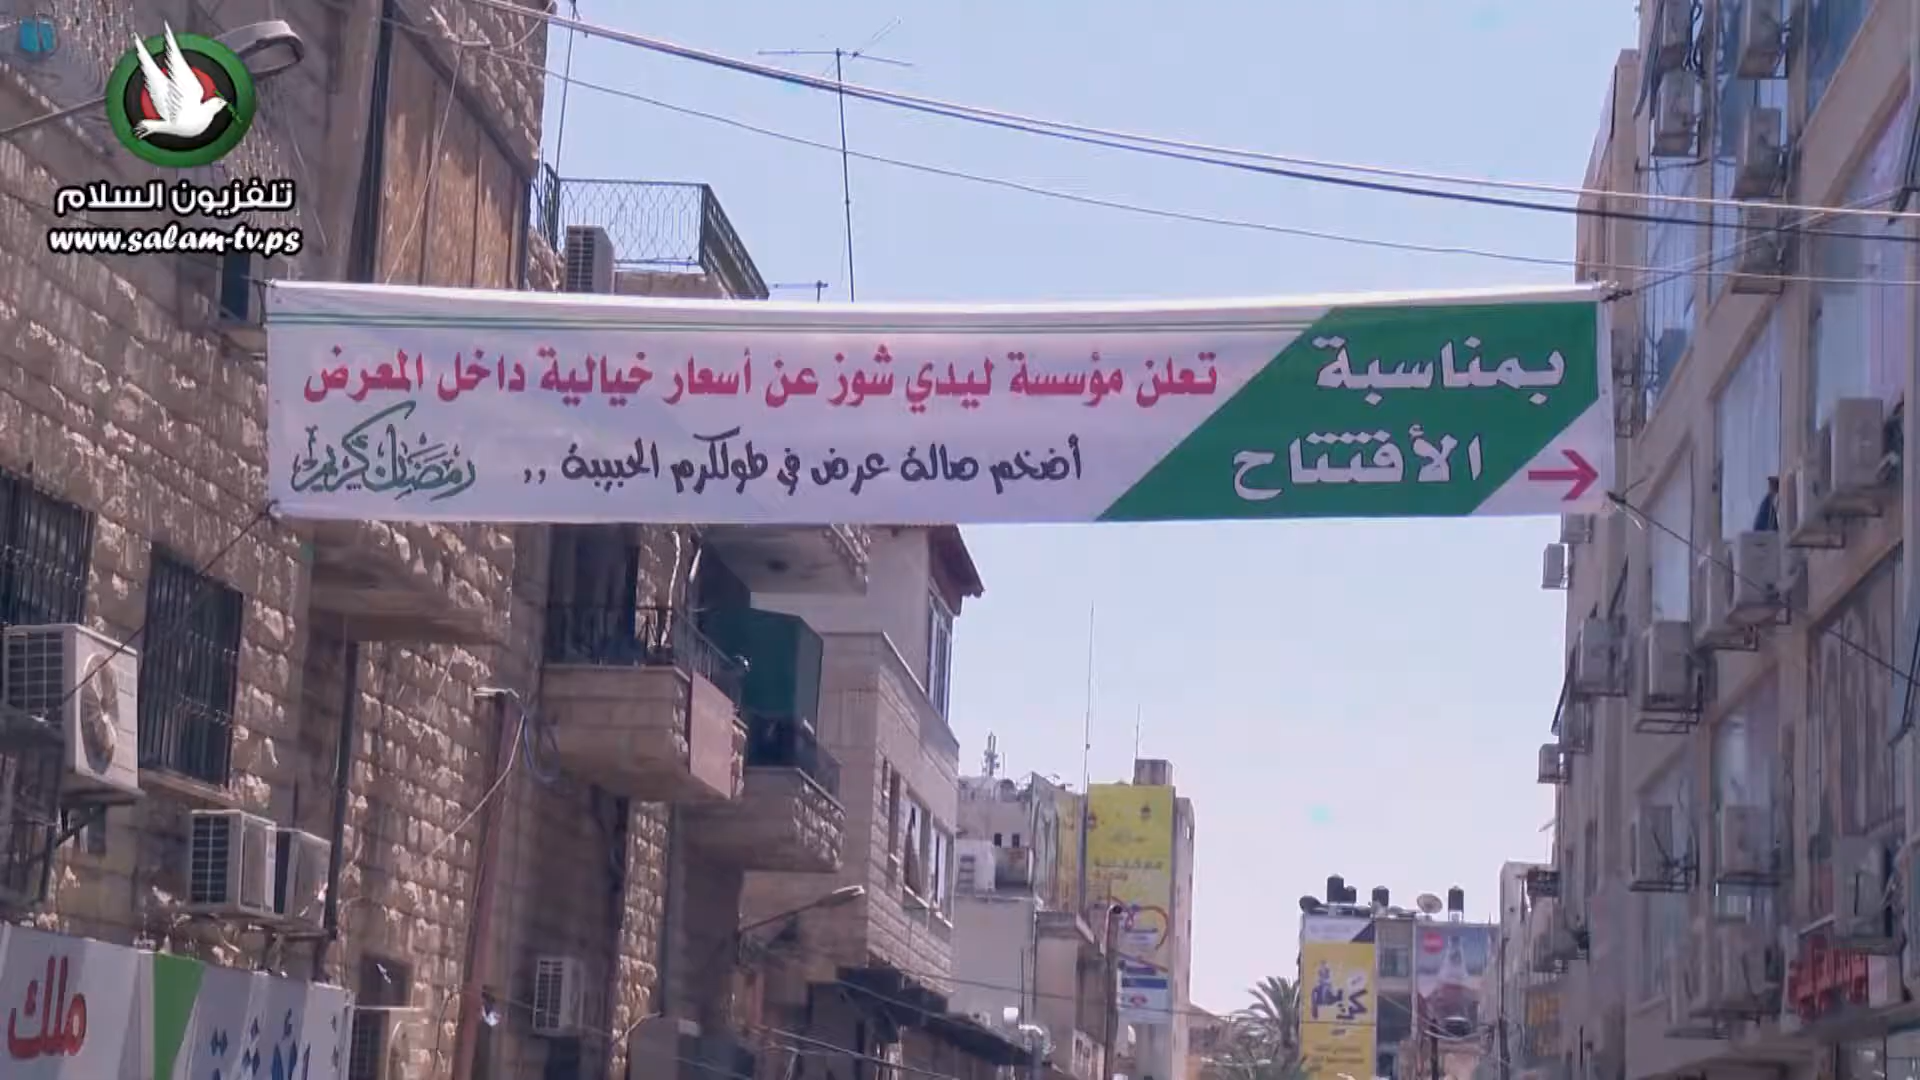 تلفزيون السلام
www.salam-tv.ps
بمناسبة
الأفتتاح
تعلن مؤسسة ليدي شوز عن أسعار خيالية داخل المعرض
أضخم صالة عرض في طولكرم الحبيبة ,,
رمضان كريم
ملك